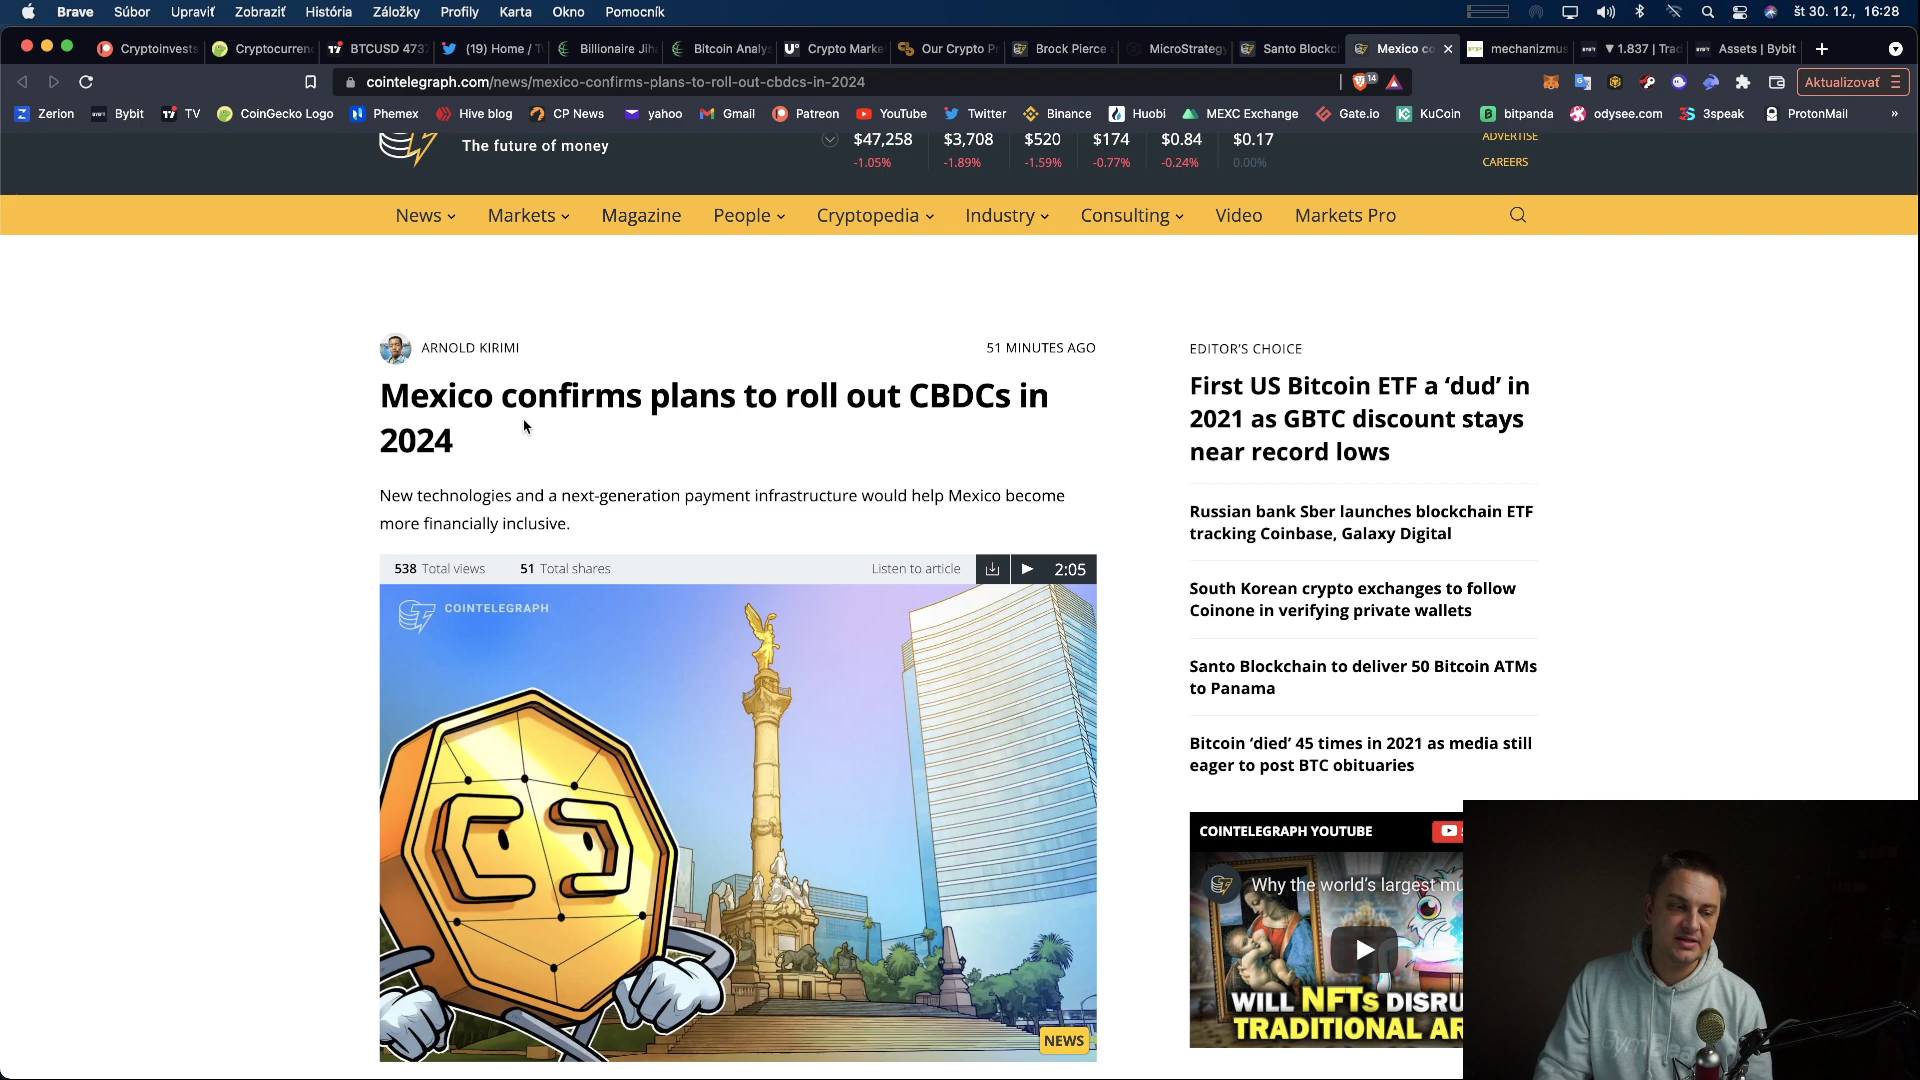 Brave Súbor Upraviť Zobraziť História Záložky Profily Karta Okno Pomocník št 30. 12., 16:28
Cryptoinvest Cryptocurren BTCUSD 473 (19) Home / T Billionaire Jih Bitcoin Analy Crypto Marke Our Crypto P Brock Pierce MicroStrateg Santo Blockc Mexico co mechanizmus ▼1.837 | Trad Assets | Bybit
cointelegraph.com/news/mexico-confirms-plans-to-roll-out-cbdcs-in-2024 14 Aktualizovať
Zerion Bybit TV CoinGecko Logo Phemex Hive blog CP News yahoo Gmail Patreon YouTube Twitter Binance Huobi MEXC Exchange Gate.io KuCoin bitpanda odysee.com 3speak ProtonMail »
The future of money
$47,258 $3,708 $520 $174 $0.84 $0.17
-1.05% -1.89% -1.59% -0.77% -0.24% 0.00%
ADVERTISE
CAREERS
News Markets Magazine People Cryptopedia Industry Consulting Video Markets Pro
ARNOLD KIRIMI 51 MINUTES AGO
Mexico confirms plans to roll out CBDCs in
2024
New technologies and a next-generation payment infrastructure would help Mexico become
more financially inclusive.
538 Total views 51 Total shares Listen to article 2:05
COINTELEGRAPH
NEWS
EDITOR'S CHOICE
First US Bitcoin ETF a ‘dud’ in
2021 as GBTC discount stays
near record lows
Russian bank Sber launches blockchain ETF
tracking Coinbase, Galaxy Digital
South Korean crypto exchanges to follow
Coinone in verifying private wallets
Santo Blockchain to deliver 50 Bitcoin ATMs
to Panama
Bitcoin ‘died’ 45 times in 2021 as media still
eager to post BTC obituaries
COINTELEGRAPH YOUTUBE
Why the world's largest mu
WILL NFTs DISRU
TRADITIONAL AR